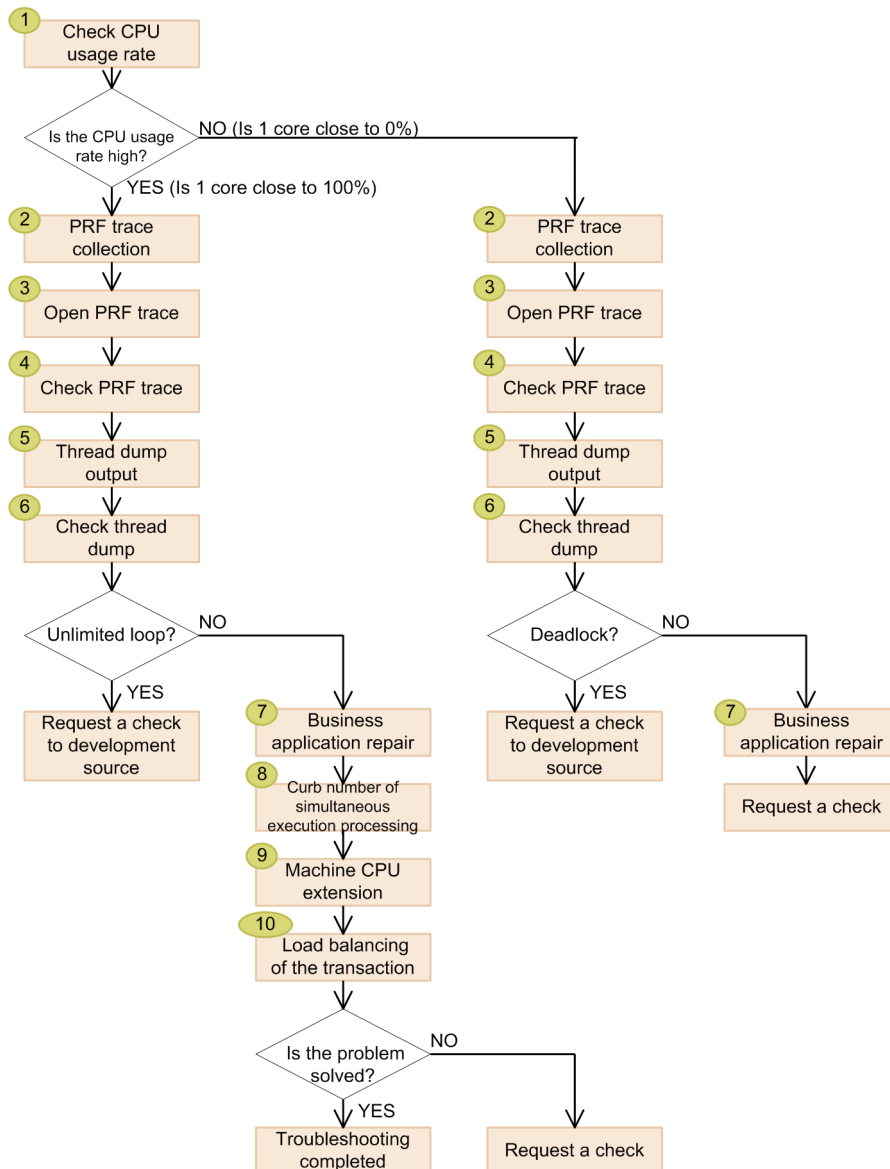 1
Check CPU
usage rate
Is the CPU usage
rate high?
NO (Is 1 core close to 0%)
YES (Is 1 core close to 100%)
2
PRF trace
collection
2
PRF trace
collection
3
Open PRF trace
3
Open PRF trace
4
Check PRF trace
4
Check PRF trace
5
Thread dump
output
5
Thread dump
output
6
Check thread
dump
6
Check thread
dump
Unlimited loop?
NO
YES
Deadlock?
NO
YES
Request a check
to development
source
7
Business
application repair
Request a check
to development
source
7
Business
application repair
8
Curb number of
simultaneous
execution processing
Request a check
9
Machine CPU
extension
10
Load balancing
of the transaction
Is the problem
solved?
NO
YES
Troubleshooting
completed
Request a check